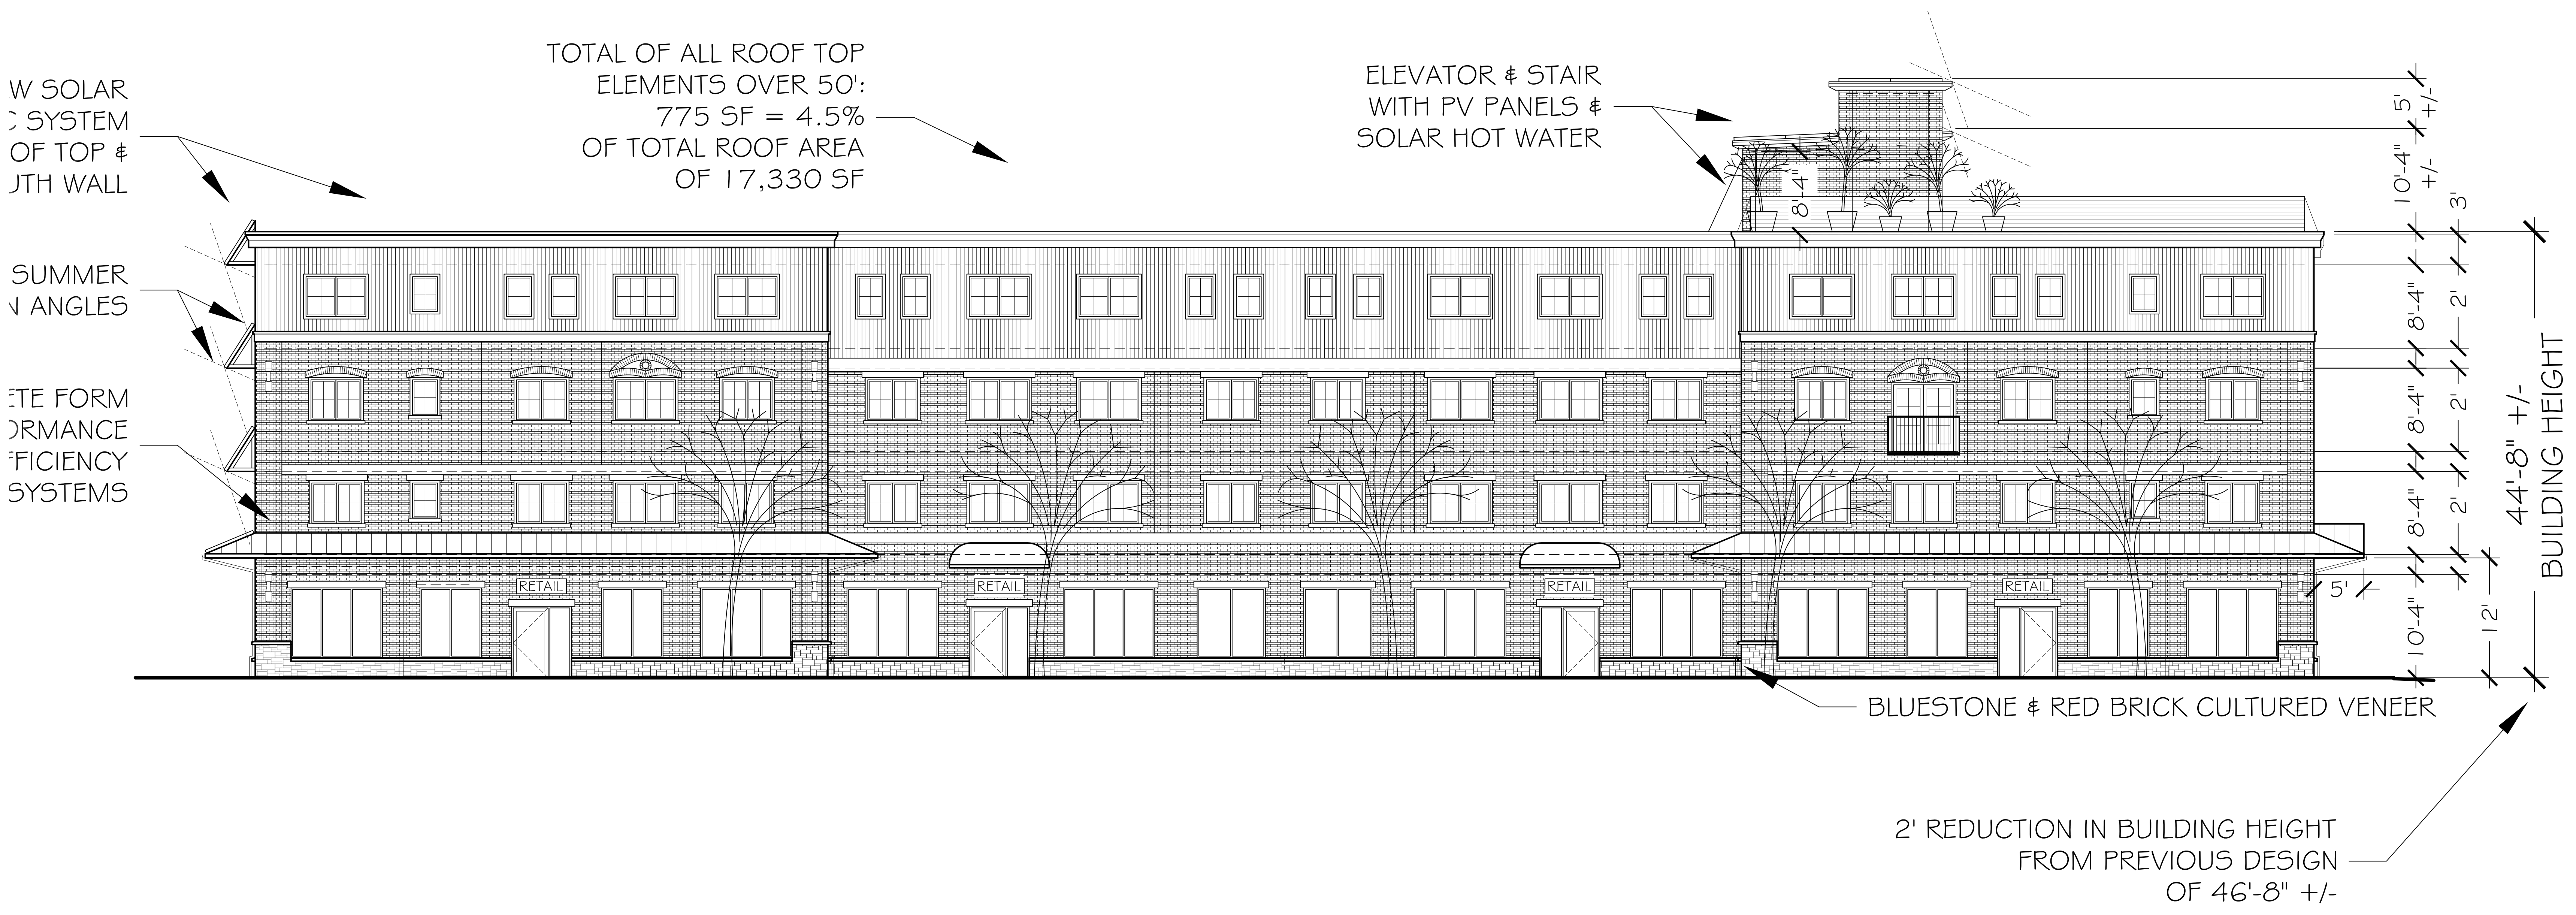 W SOLAR
C SYSTEM
OF TOP &
UTH WALL
TOTAL OF ALL ROOF TOP
ELEMENTS OVER 50':
775 SF = 4.5%
OF TOTAL ROOF AREA
OF 17,330 SF
ELEVATOR & STAIR
WITH PV PANELS &
SOLAR HOT WATER
SUMMER
N ANGLES
ETE FORM
ORMANCE
FFICIENCY
SYSTEMS
8'-4"
5'
+/-
10'-4"
+/-
3'
8'-4"
2'
8'-4"
2'
8'-4"
2'
10'-4"
12'
5'
44'-8" +/-
BUILDING HEIGHT
RETAIL
RETAIL
RETAIL
RETAIL
BLUESTONE & RED BRICK CULTURED VENEER
2' REDUCTION IN BUILDING HEIGHT
FROM PREVIOUS DESIGN
OF 46'-8" +/-